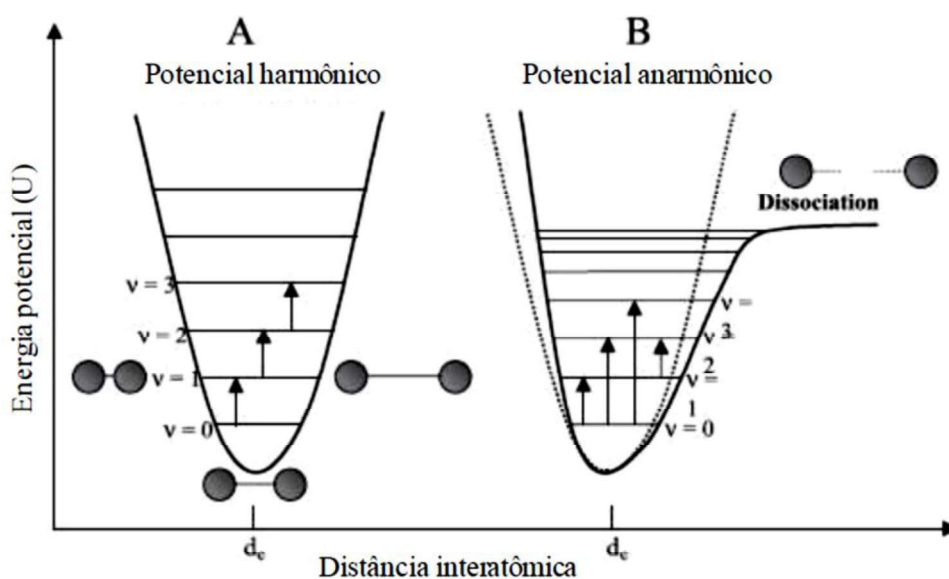 A
Potencial harmônico
B
Potencial anarmônico
Energia potencial (U)
Dissociation
ν = 3
ν = 2
ν = 1
ν = 0
ν =
3
ν =
2
ν =
1
ν = 0
dₑ
dₑ
Distância interatômica